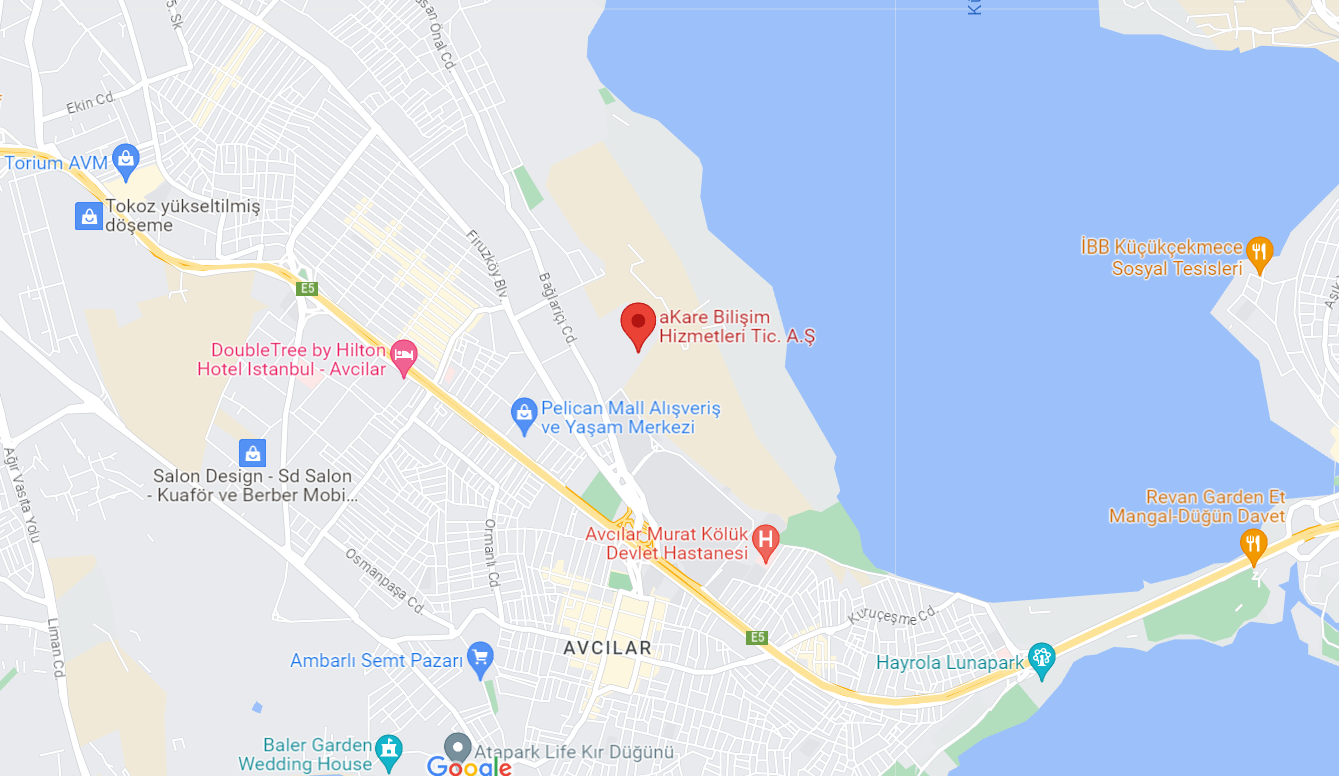 5. SK
Ekin Cd.
Torium AVM
Tokoz yükseltilmiş
döşeme
Firuzköy Blv.
Bağlariçi Cd.
E5
İBB Küçükçekmece
Sosyal Tesisleri
aKare Bilişim
Hizmetleri Tic. A.Ş
DoubleTree by Hilton
Hotel Istanbul - Avcilar
Pelican Mall Alışveriş
ve Yaşam Merkezi
Salon Design - Sd Salon
- Kuaför ve Berber Mobi...
Ağır Vasıta Yolu
Revan Garden Et
Mangal-Düğün Davet
Avcılar Murat Kölük
Devlet Hastanesi
H
Ormanlı Cd.
Osmanpaşa Cd.
Kuruçeşme Cd.
E5
AVCILAR
Liman Cd.
Ambarlı Semt Pazarı
Hayrola Lunapark
Baler Garden
Wedding House
Atapark Life Kır Düğünü
Google